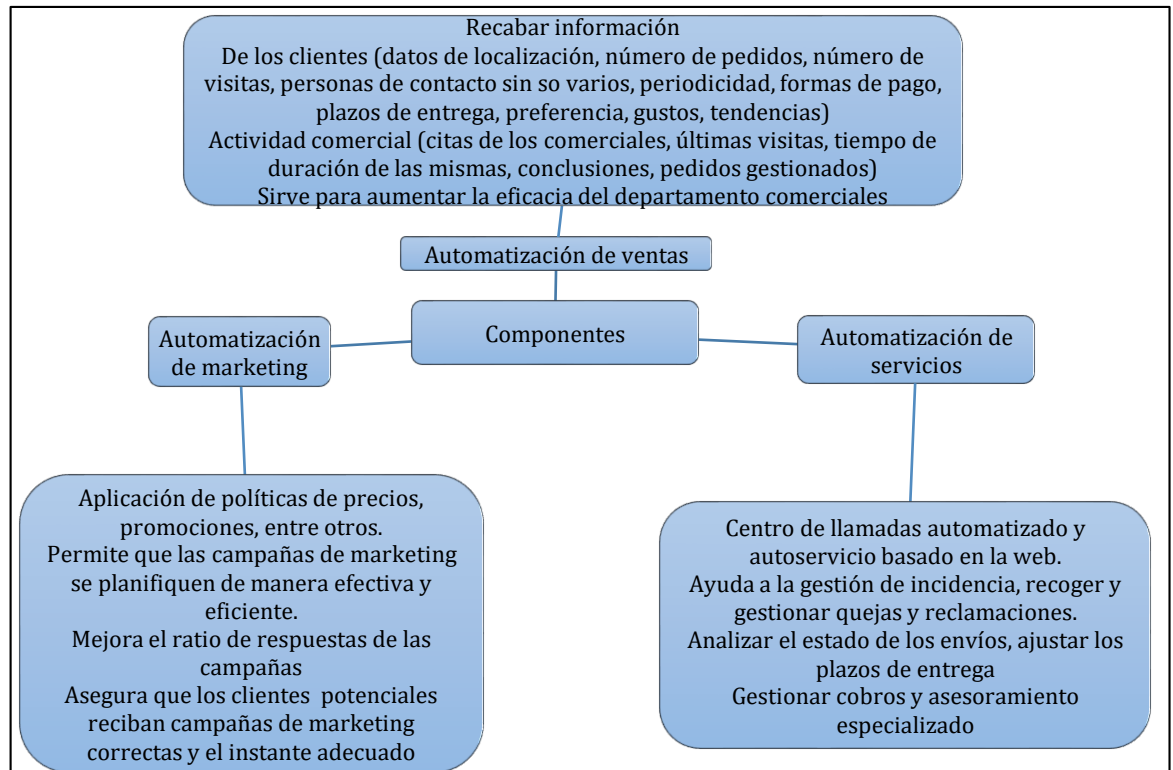 Recabar información
De los clientes (datos de localización, número de pedidos, número de
visitas, personas de contacto sin so varios, periodicidad, formas de pago,
plazos de entrega, preferencia, gustos, tendencias)
Actividad comercial (citas de los comerciales, últimas visitas, tiempo de
duración de las mismas, conclusiones, pedidos gestionados)
Sirve para aumentar la eficacia del departamento comerciales
Automatización de ventas
Componentes
Automatización
de marketing
Automatización de
servicios
Aplicación de políticas de precios,
promociones, entre otros.
Permite que las campañas de marketing
se planifiquen de manera efectiva y
eficiente.
Mejora el ratio de respuestas de las
campañas
Asegura que los clientes potenciales
reciban campañas de marketing
correctas y el instante adecuado
Centro de llamadas automatizado y
autoservicio basado en la web.
Ayuda a la gestión de incidencia, recoger y
gestionar quejas y reclamaciones.
Analizar el estado de los envíos, ajustar los
plazos de entrega
Gestionar cobros y asesoramiento
especializado